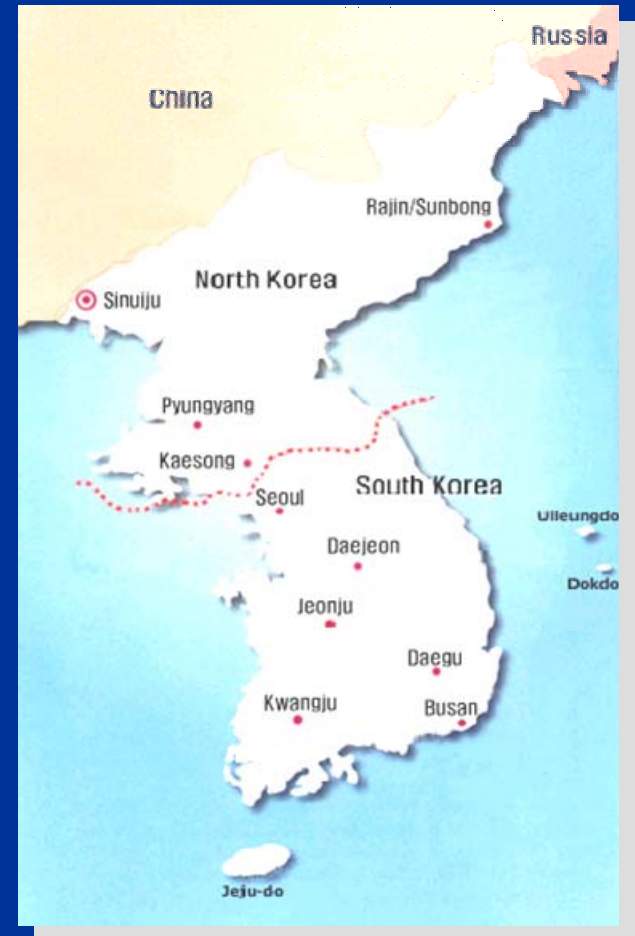 Russia
China
Rajin/Sunbong
North Korea
Sinuiju
Pyungyang
Kaesong
South Korea
Seoul
Ulleungdo
Daejeon
Dokdo
Jeonju
Daegu
Kwangju
Busan
Jeju-do